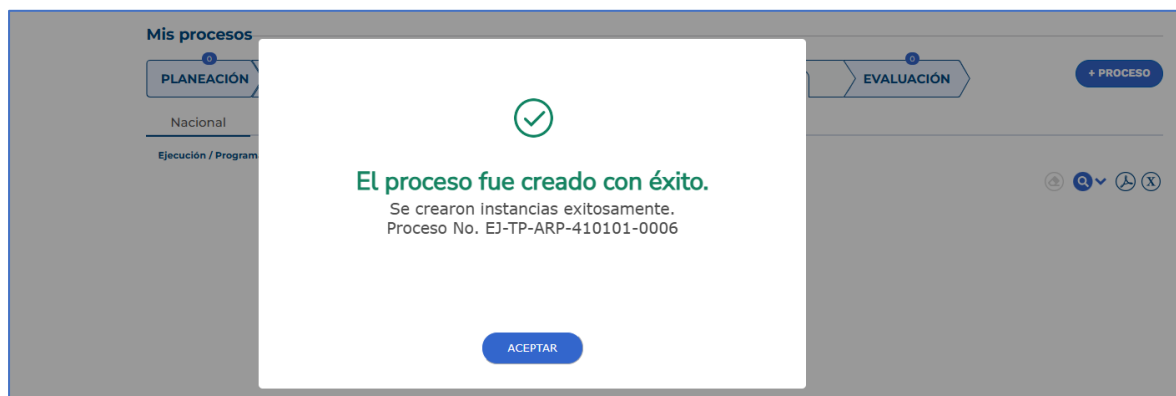 Mis procesos
0
0
PLANEACIÓN
EVALUACIÓN
+ PROCESO
Nacional
Ejecución / Program
El proceso fue creado con éxito.
Se crearon instancias exitosamente.
Proceso No. EJ-TP-ARP-410101-0006
X
ACEPTAR